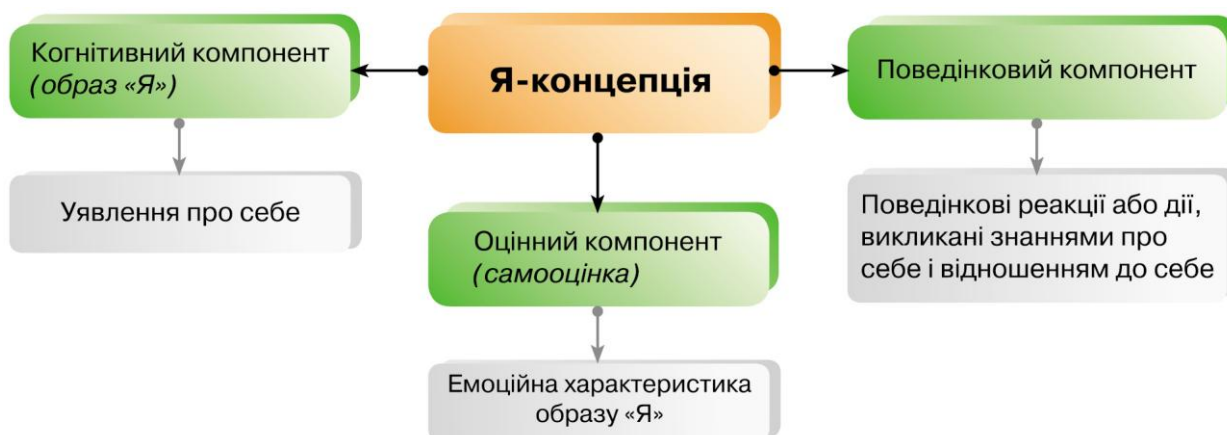 Когнітивний компонент
(образ «Я»)
Уявлення про себе
Я-концепція
Оцінний компонент
(самооцінка)
Емоційна характеристика
образу «Я»
Поведінковий компонент
Поведінкові реакції або дії,
викликані знаннями про
себе і відношенням до себе